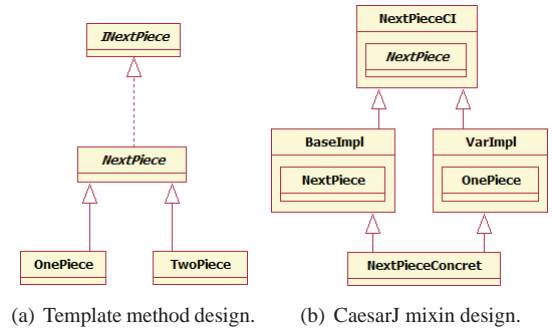 INextPiece
NextPiece
OnePiece
TwoPiece
(a) Template method design.
NextPieceCI
NextPiece
BaseImpl
NextPiece
VarImpl
OnePiece
NextPieceConcret
(b) CaesarJ mixin design.